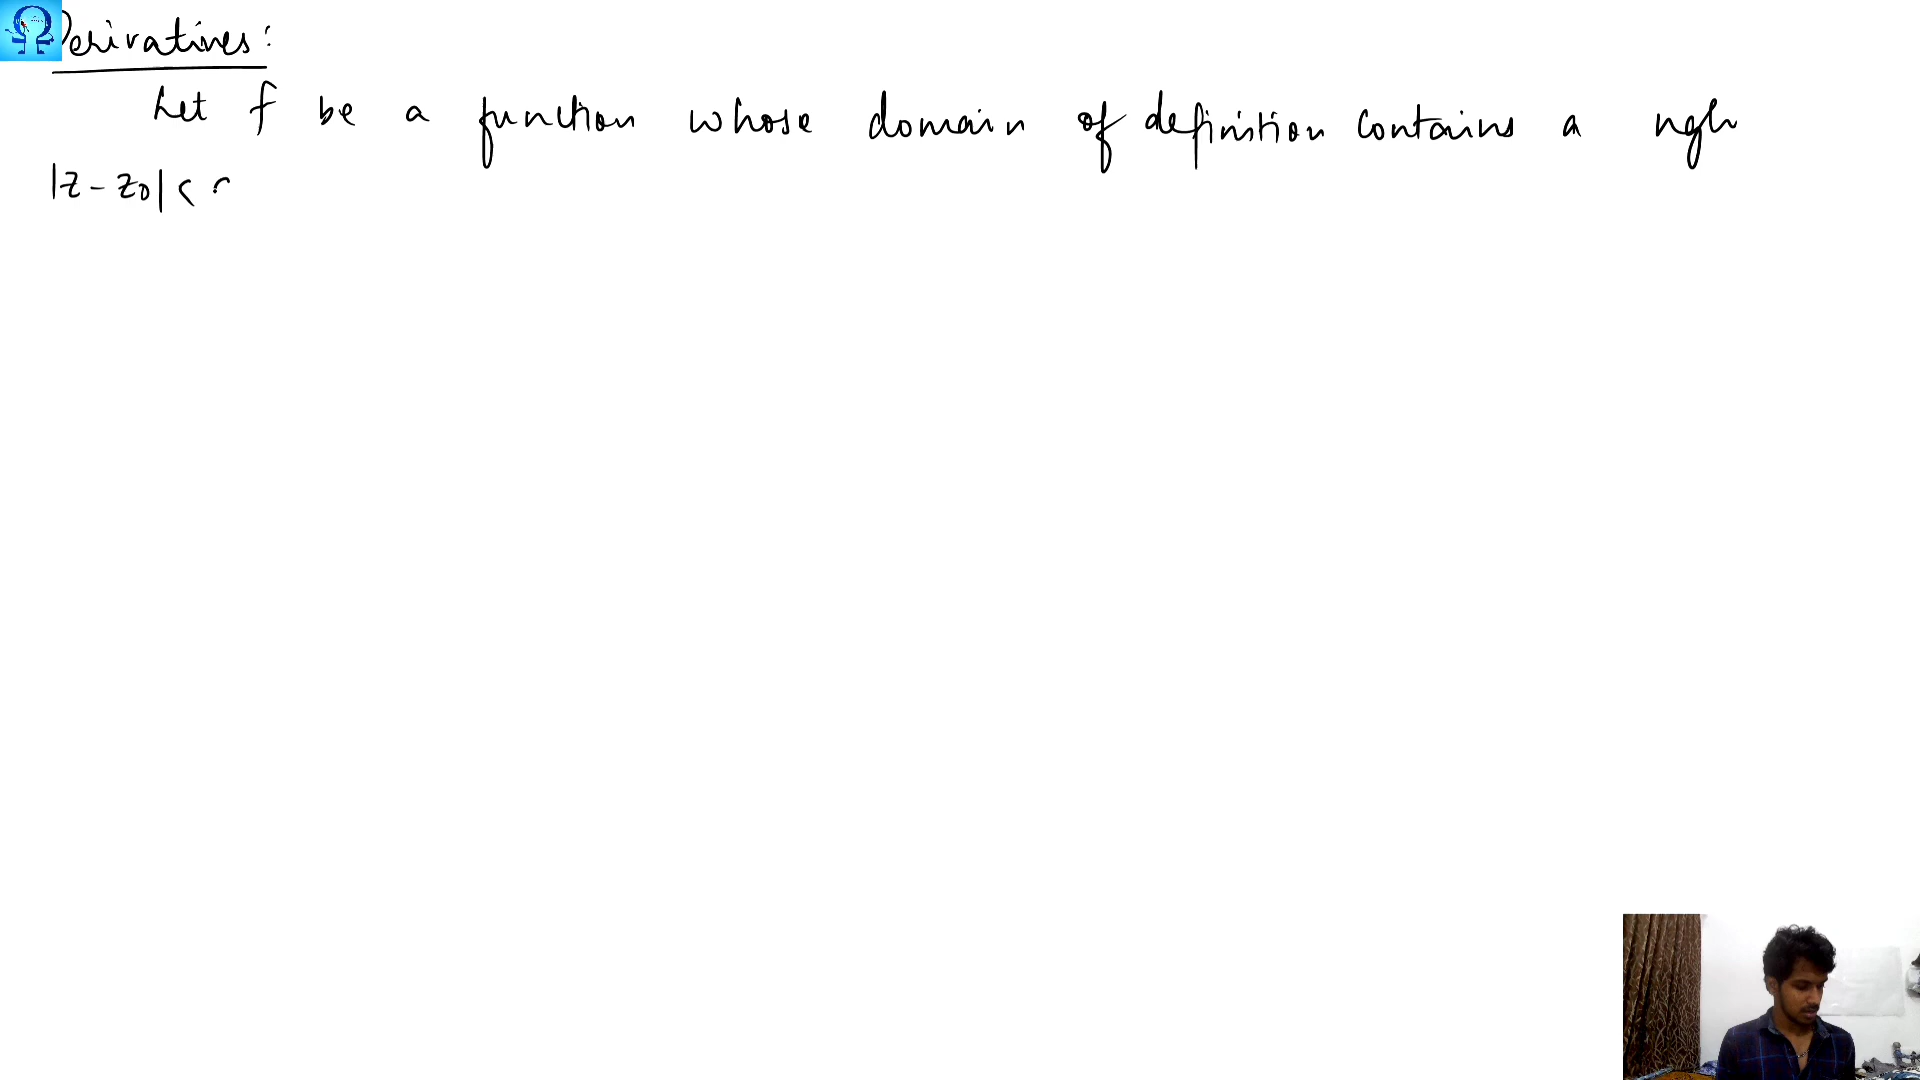 Derivatives:
Let f be a function whose domain of definition contains a ngh
|z - z0| <